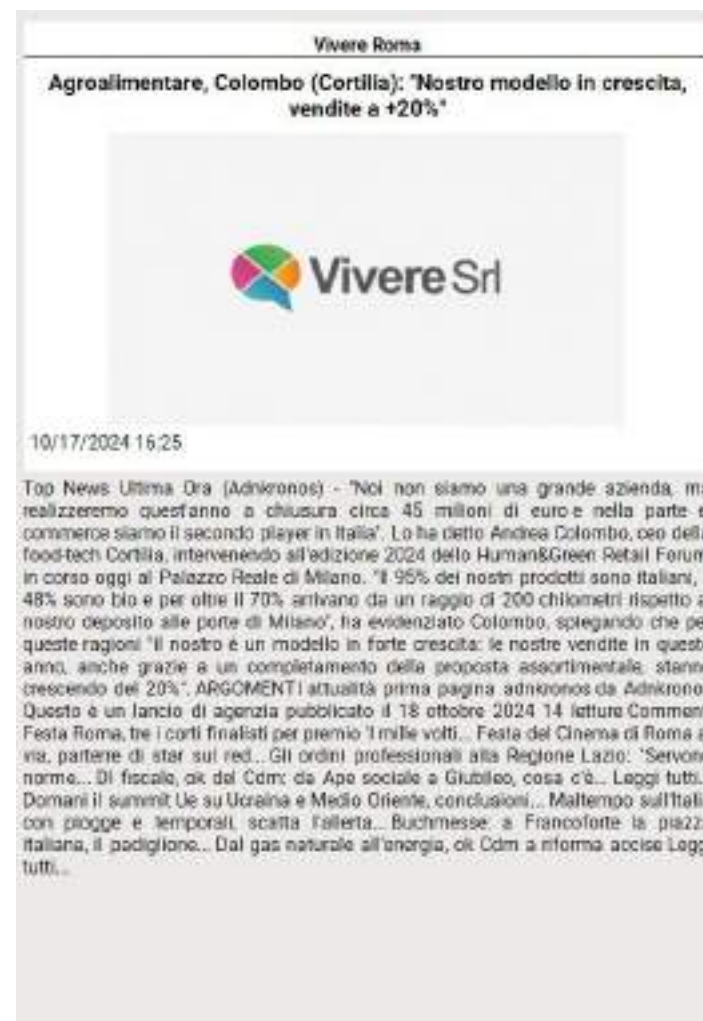 Vivere Roma
Agroalimentare, Colombo (Cortilia): "Nostro modello in crescita,
vendite a +20%"
Vivere Srl
10/17/2024 16:25
Top News Ultima Ora (Adnkronos) - "Noi non siamo una grande azienda, ma
realizzeremo quest'anno a chiusura circa 45 milioni di euro e nella parte e
commerce siamo il secondo player in Italia". Lo ha detto Andrea Colombo, ceo della
food-tech Cortilia, intervenendo all'edizione 2024 dello Human&Green Retail Forum
in corso oggi al Palazzo Reale di Milano. "Il 95% dei nostri prodotti sono italiani,
48% sono bio e per oltre il 70% arrivano da un raggio di 200 chilometri rispetto a
nostro deposito alle porte di Milano", ha evidenziato Colombo, spiegando che pe
queste ragioni "il nostro è un modello in forte crescita: le nostre vendite in quest
anno, anche grazie a un completamento della proposta assortimentale, stann
crescendo del 20%". ARGOMENTI attualità prima pagina adnkronos da Adnkrono
Questo è un lancio di agenzia pubblicato il 18 ottobre 2024 14 letture Comment
Festa Roma, tre i corti finalisti per premio 'I mille volti... Festa del Cinema di Roma a
via, parterre di star sul red... Gli ordini professionali alla Regione Lazio: "Servono
norme... Dl fiscale, ok del Cdm: da Ape sociale a Giubileo, cosa c'è... Leggi tutti..
Domani il summit Ue su Ucraina e Medio Oriente, conclusioni... Maltempo sull'Itali
con piogge e temporali, scatta l'allerta... Buchmesse: a Francoforte la piazz
italiana, il padiglione... Dal gas naturale all'energia, ok Cdm a riforma accise Legg
tutti...